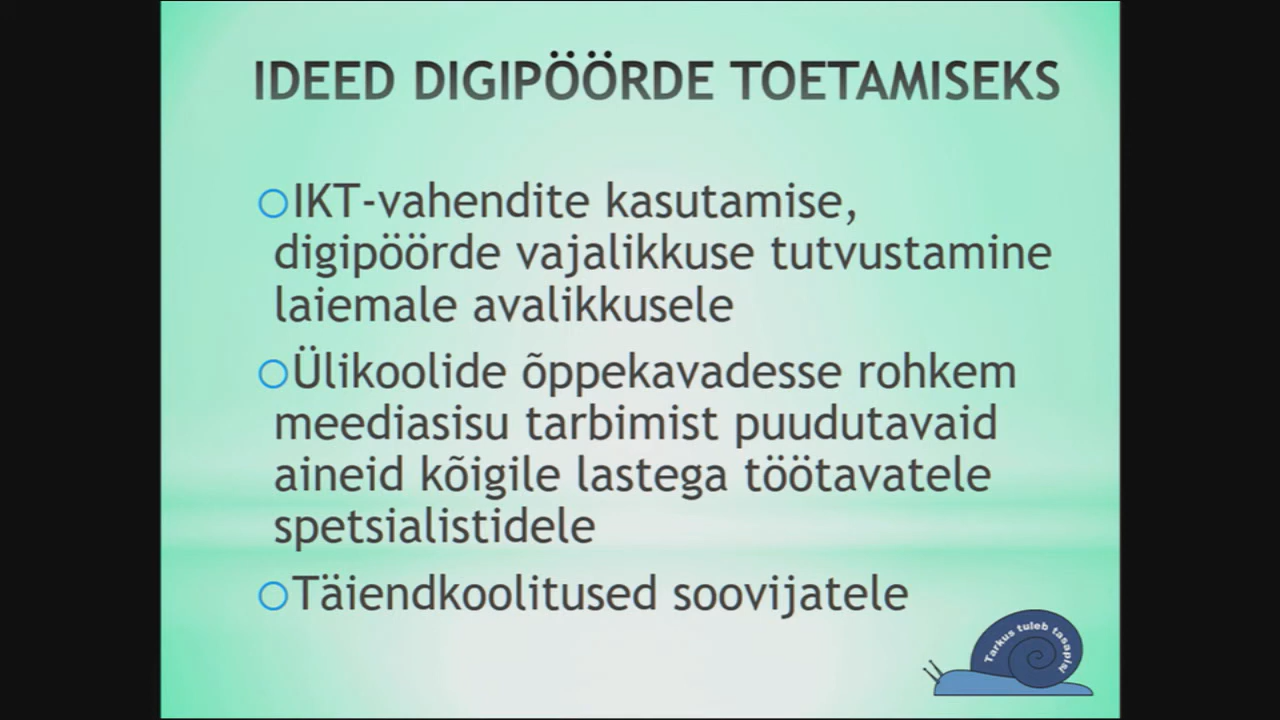 IDEED DIGIPÖÖRDE TOETAMISEKS
IKT-vahendite kasutamise,
digipöörde vajalikkuse tutvustamine
laiemale avalikkusele
Ülikoolide õppekavadesse rohkem
meediasisu tarbimist puudutavaid
aineid kõigile lastega töötavatele
spetsialistidele
Täiendkoolitused soovijatele
Tarkus tuleb tasapisi